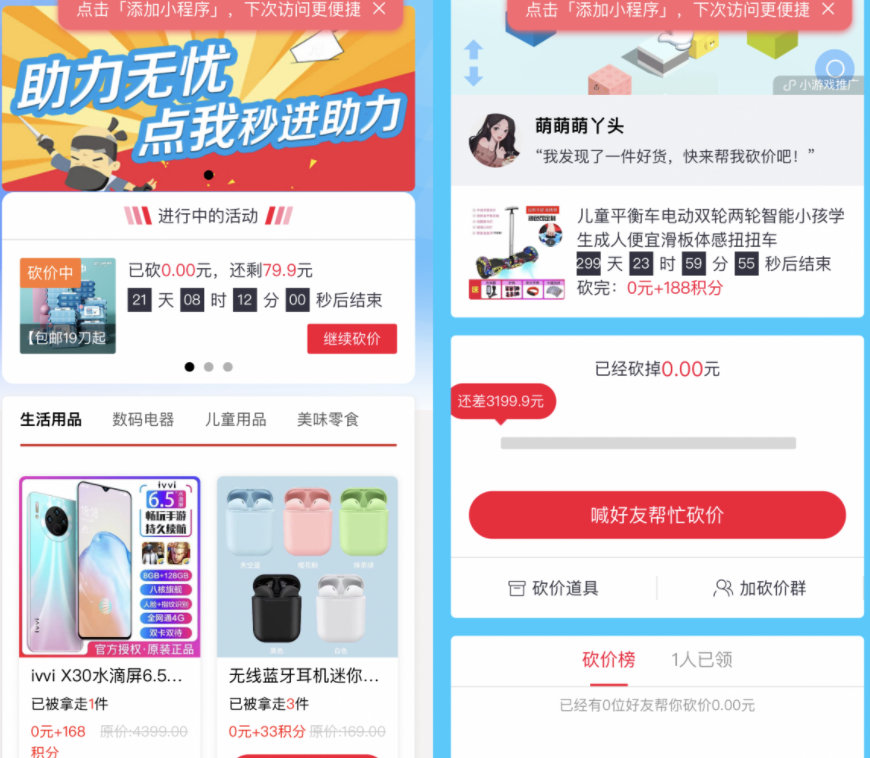 点击「添加小程序」，下次访问更便捷 ×
助力无忧
点我秒进助力
进行中的活动
砍价中
【包邮19刀起
已砍0.00元，还剩79.9元
21 天 08 时 12 分 00 秒后结束
继续砍价
生活用品 数码电器 儿童用品 美味零食
ivvi
6.5
畅玩手游
持久续航
8GB+128GB
八核旗舰
人脸+指纹识别
全网通4G
双卡双待
官方授权·原装正品
ivvi
ivvi X30水滴屏6.5...
已被拿走1件
0元+168积分 原价:4399.00
天空蓝 樱花粉 抹茶绿
黑色 白色
无线蓝牙耳机迷你...
已被拿走3件
0元+33积分 原价:169.00
点击「添加小程序」，下次访问更便捷 ×
小游戏推广
萌萌萌丫头
“我发现了一件好货，快来帮我砍价吧！”
儿童平衡车电动双轮两轮智能小孩学
生成人便宜滑板体感扭扭车
299 天 23 时 59 分 55 秒后结束
砍完：0元+188积分
已经砍掉0.00元
还差3199.9元
喊好友帮忙砍价
砍价道具
加砍价群
砍价榜 1人已领
已经有0位好友帮你砍价0.00元